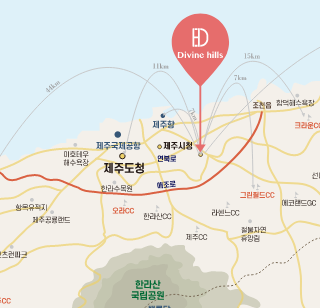 Divine hills
11km
15km
44km
7km
7km
제주항
조천읍
함덕해수욕장
크라운CC
제주국제공항
제주시청
연북로
이호테우
해수욕장
제주도청
한라수목원
애조로
그린필드CC
에코랜드GC
항목유적지
제주공룡랜드
오라CC
한라산CC
라헨느CC
제주CC
절물자연
휴양림
한라산
국립공원